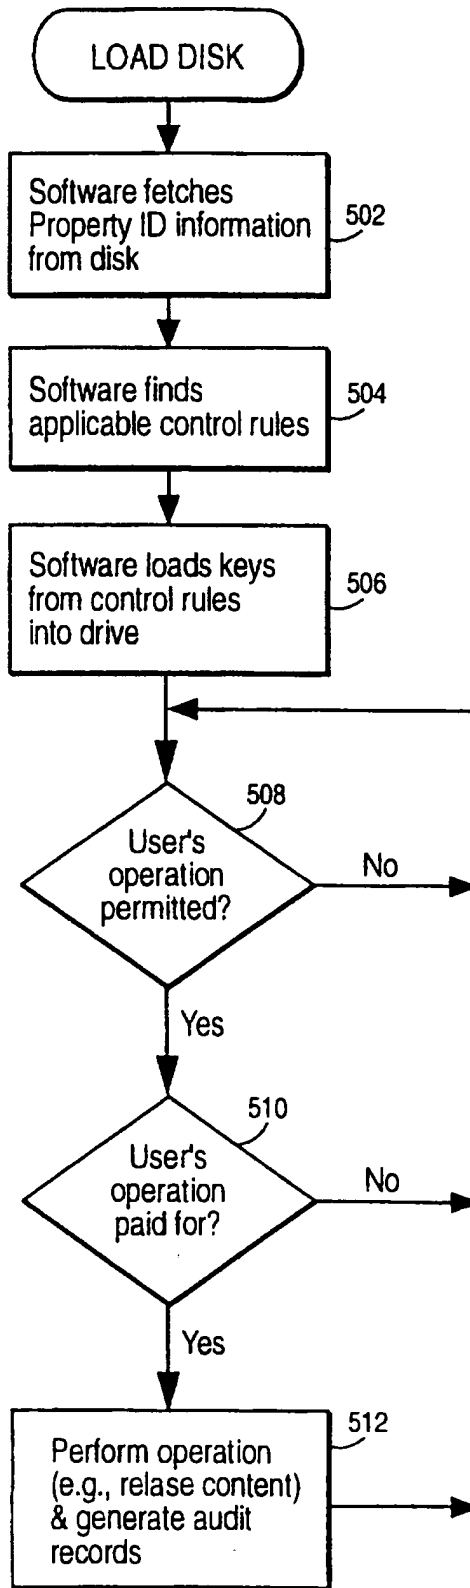 LOAD DISK
Software fetches
Property ID information
from disk
502
Software finds
applicable control rules
504
Software loads keys
from control rules
into drive
506
508
User's
operation
permitted?
No
Yes
510
User's
operation
paid for?
No
Yes
512
Perform operation
(e.g., relase content)
& generate audit
records